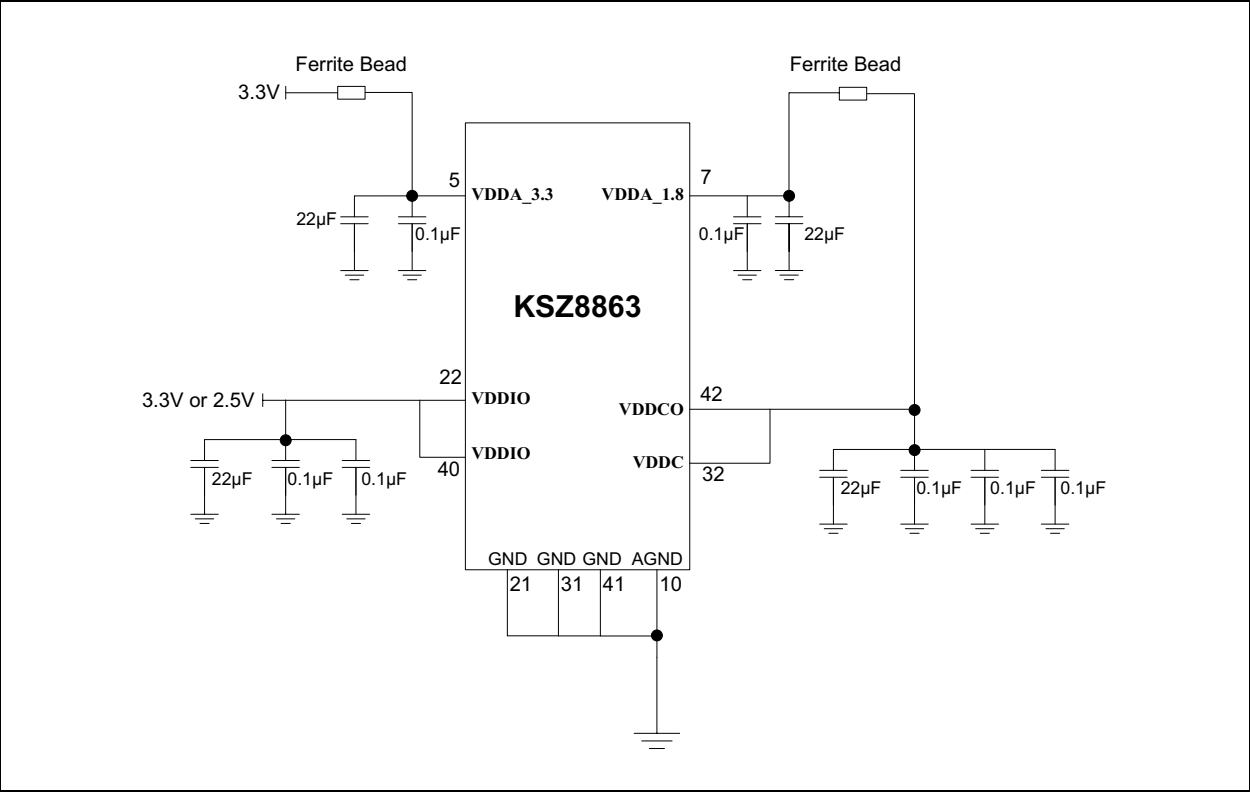 Ferrite Bead
Ferrite Bead
3.3V
5
VDDA_3.3
VDDA_1.8
7
22µF
0.1µF
0.1µF
22µF
KSZ8863
22
3.3V or 2.5V
VDDIO
42
VDDCO
VDDIO
VDDC
40
32
22µF
0.1µF
0.1µF
22µF
0.1µF
0.1µF
0.1µF
GND
GND
GND
AGND
21
31
41
10